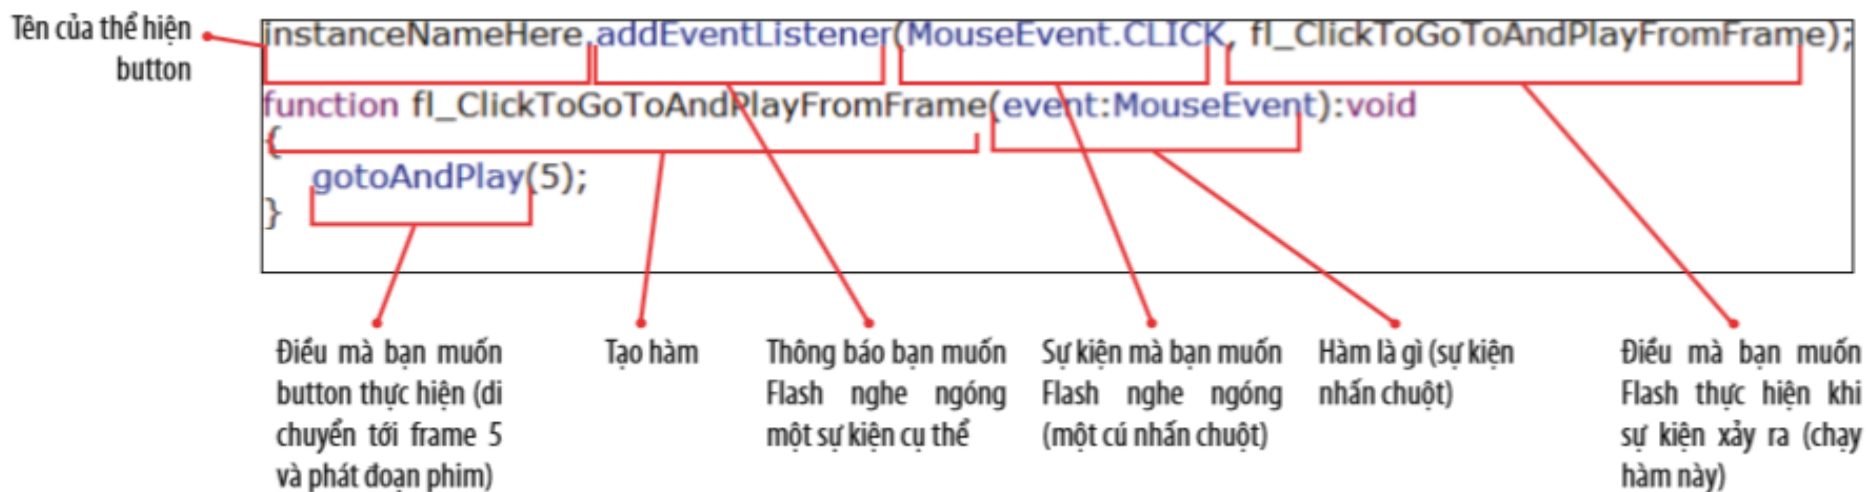 Tên của thể hiện
button
instanceNameHere.addEventListener(MouseEvent.CLICK, fl_ClickToGoToAndPlayFromFrame);
function fl_ClickToGoToAndPlayFromFrame(event:MouseEvent):void
{
gotoAndPlay(5);
}
Điều mà bạn muốn
button thực hiện (di
chuyển tới frame 5
và phát đoạn phim)
Tạo hàm
Thông báo bạn muốn
Flash nghe ngóng
một sự kiện cụ thể
Sự kiện mà bạn muốn
Flash nghe ngóng
(một cú nhấn chuột)
Hàm là gì (sự kiện
nhấn chuột)
Điều mà bạn muốn
Flash thực hiện khi
sự kiện xảy ra (chạy
hàm này)